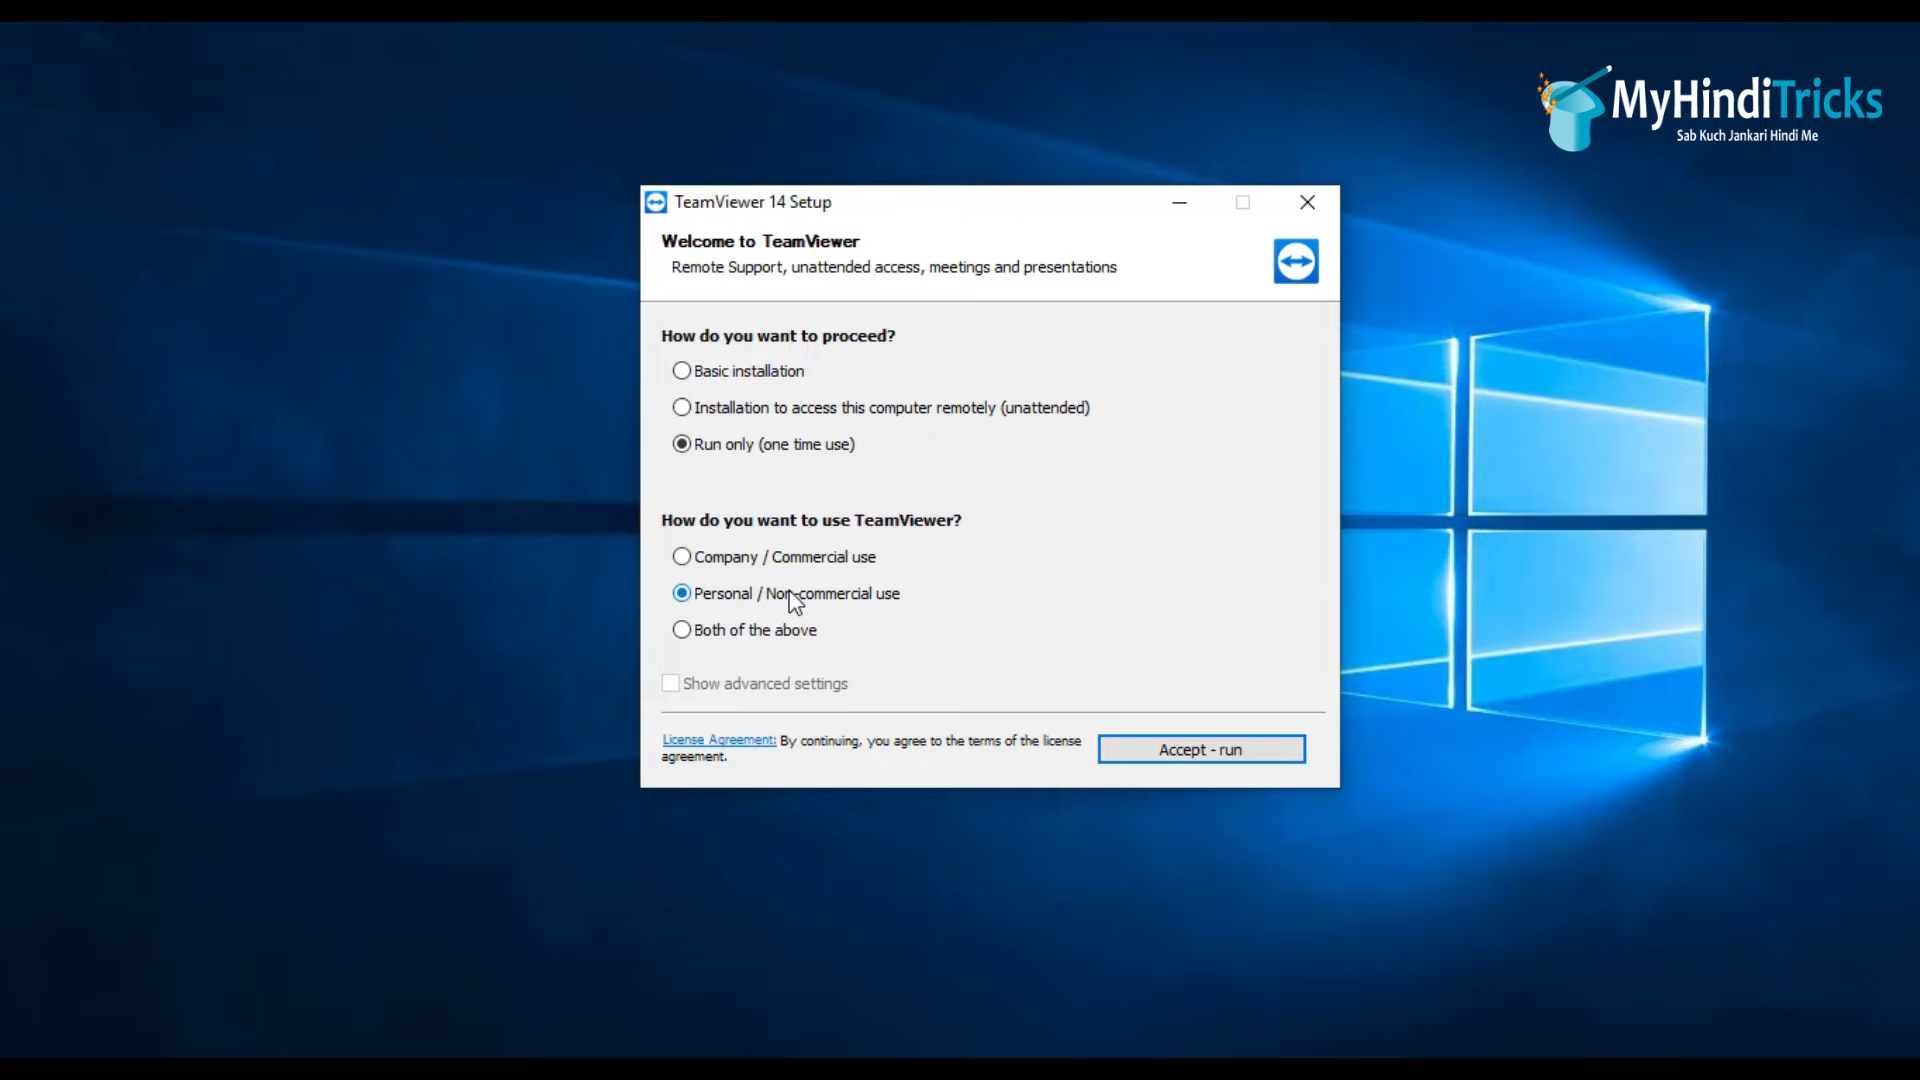 MyHindiTricks
Sab Kuch Jankari Hindi Me
TeamViewer 14 Setup
Welcome to TeamViewer
Remote Support, unattended access, meetings and presentations
How do you want to proceed?
Basic installation
Installation to access this computer remotely (unattended)
Run only (one time use)
How do you want to use TeamViewer?
Company / Commercial use
Personal / Non-commercial use
Both of the above
Show advanced settings
License Agreement: By continuing, you agree to the terms of the license
agreement.
Accept - run